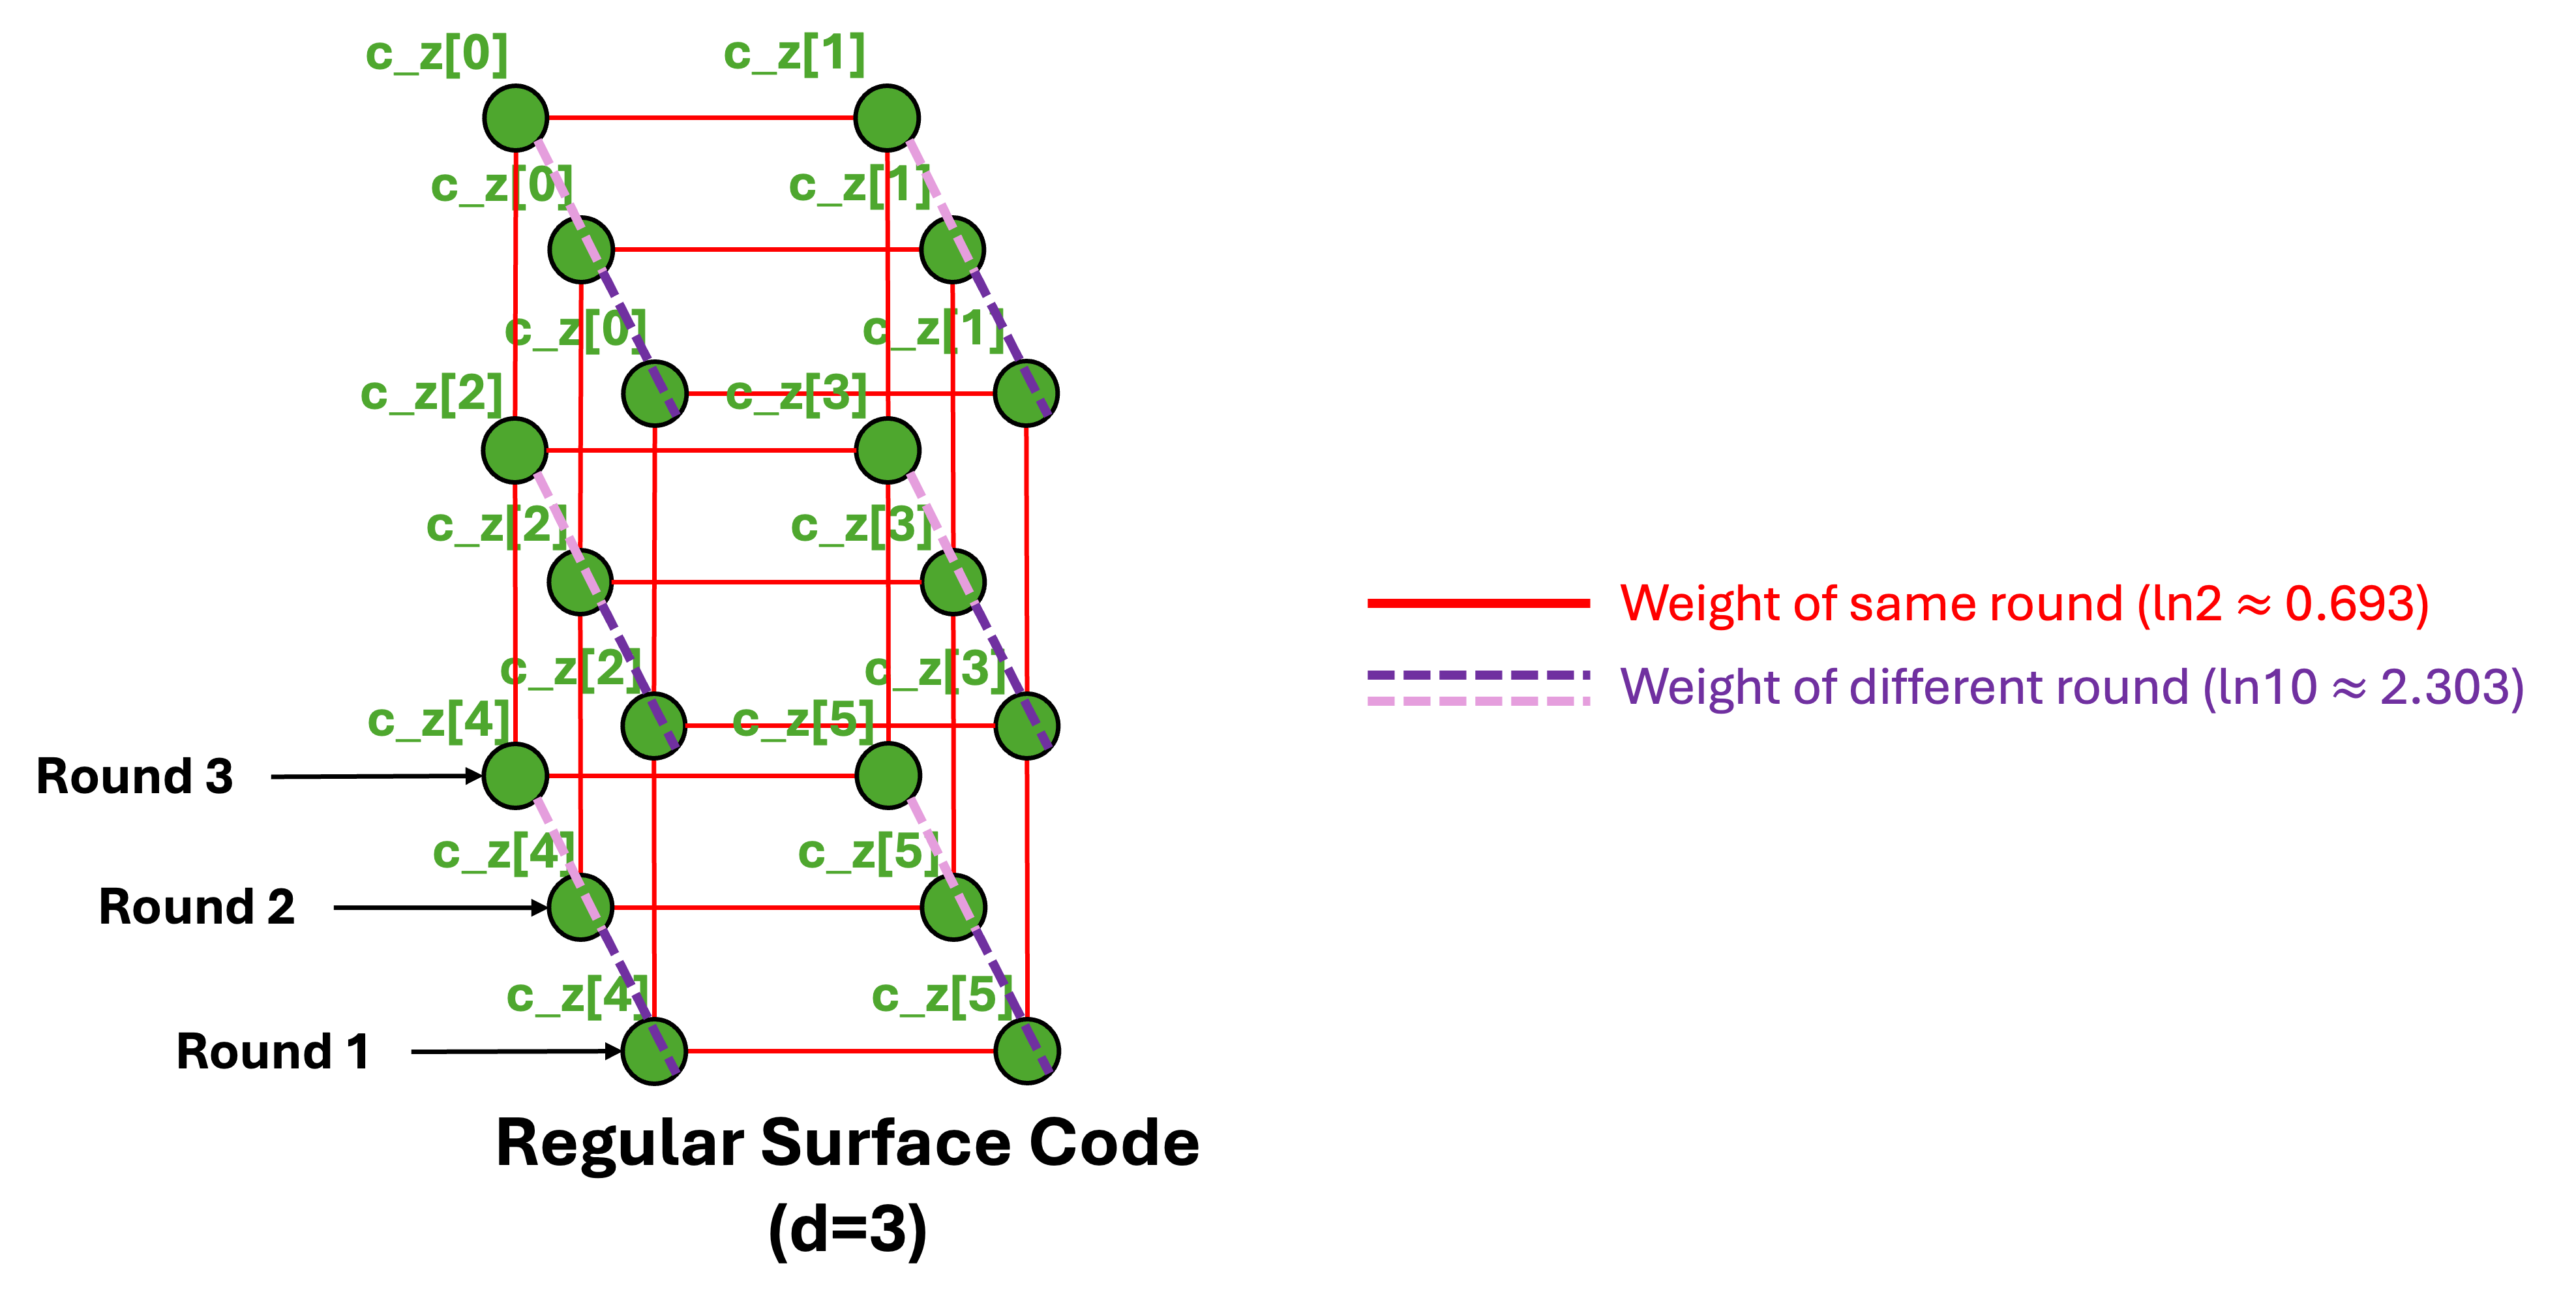 c_z[0]
c_z[1]
c_z[0]
c_z[1]
c_z[0]
c_z[1]
c_z[2]
c_z[3]
c_z[2]
c_z[3]
Weight of same round (ln2 ≈ 0.693)
c_z[2]
c_z[3]
Weight of different round (ln10 ≈ 2.303)
c_z[4]
c_z[5]
Round 3
c_z[4]
c_z[5]
Round 2
c_z[4]
c_z[5]
Round 1
Regular Surface Code
(d=3)